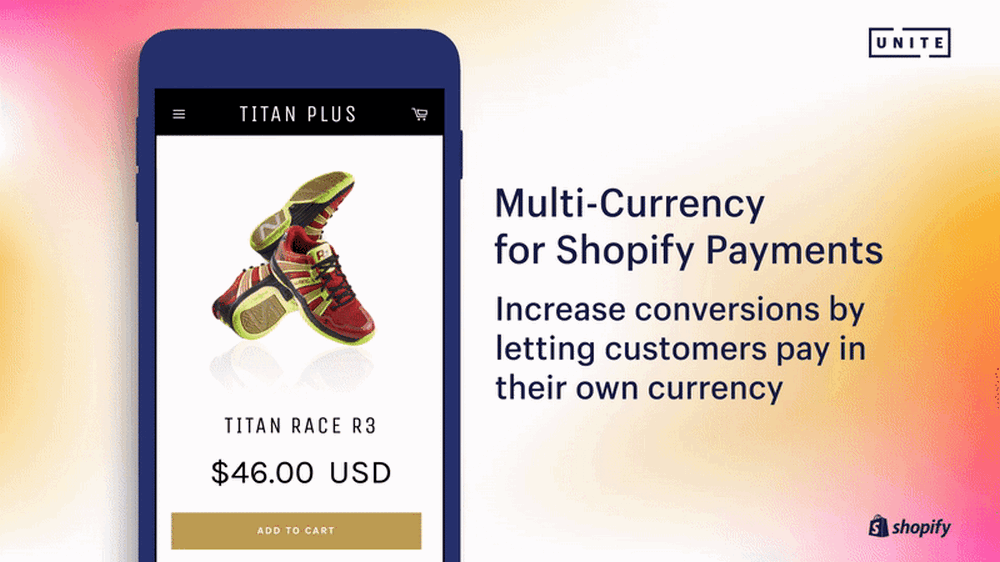 UNITE
TITAN PLUS
TITAN RACE R3
$46.00 USD
ADD TO CART
Multi-Currency
for Shopify Payments
Increase conversions by
letting customers pay in
their own currency
shopify